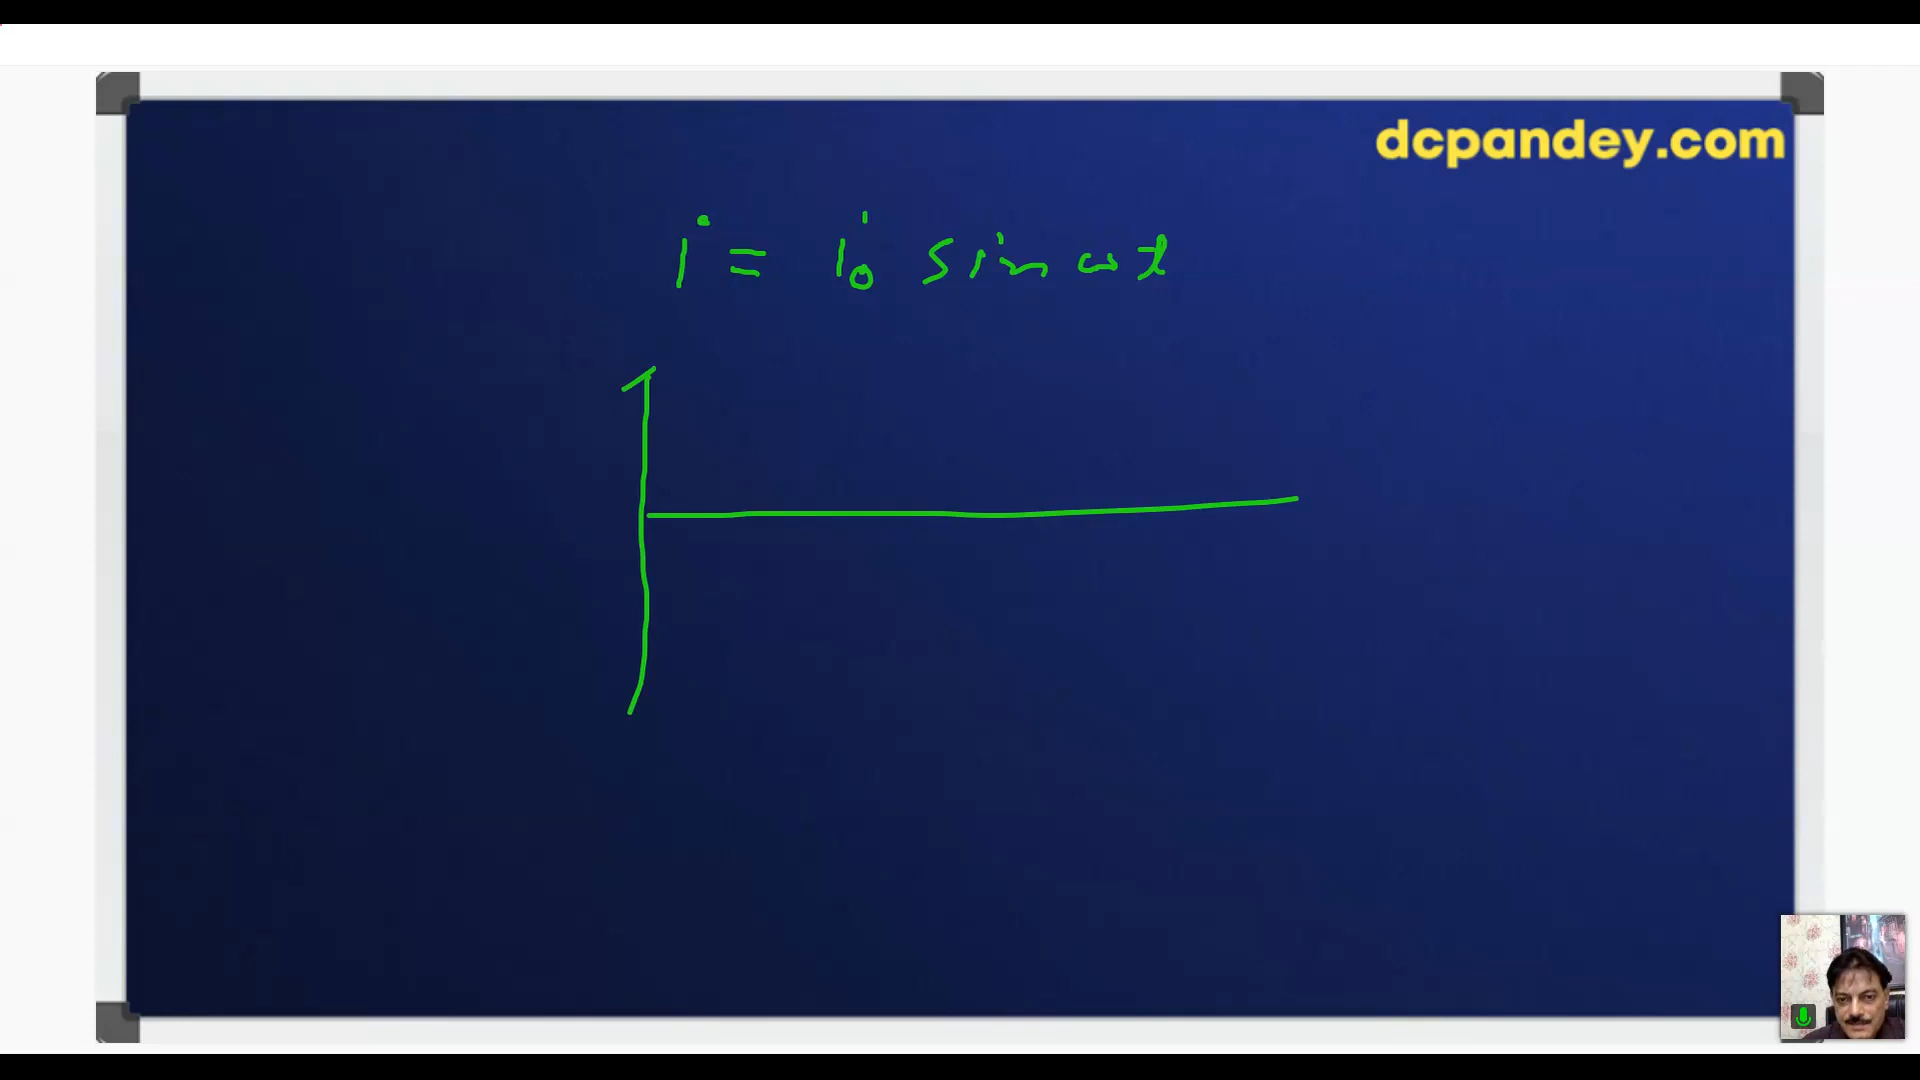 dcpandey.com
i = i₀ sin ωt